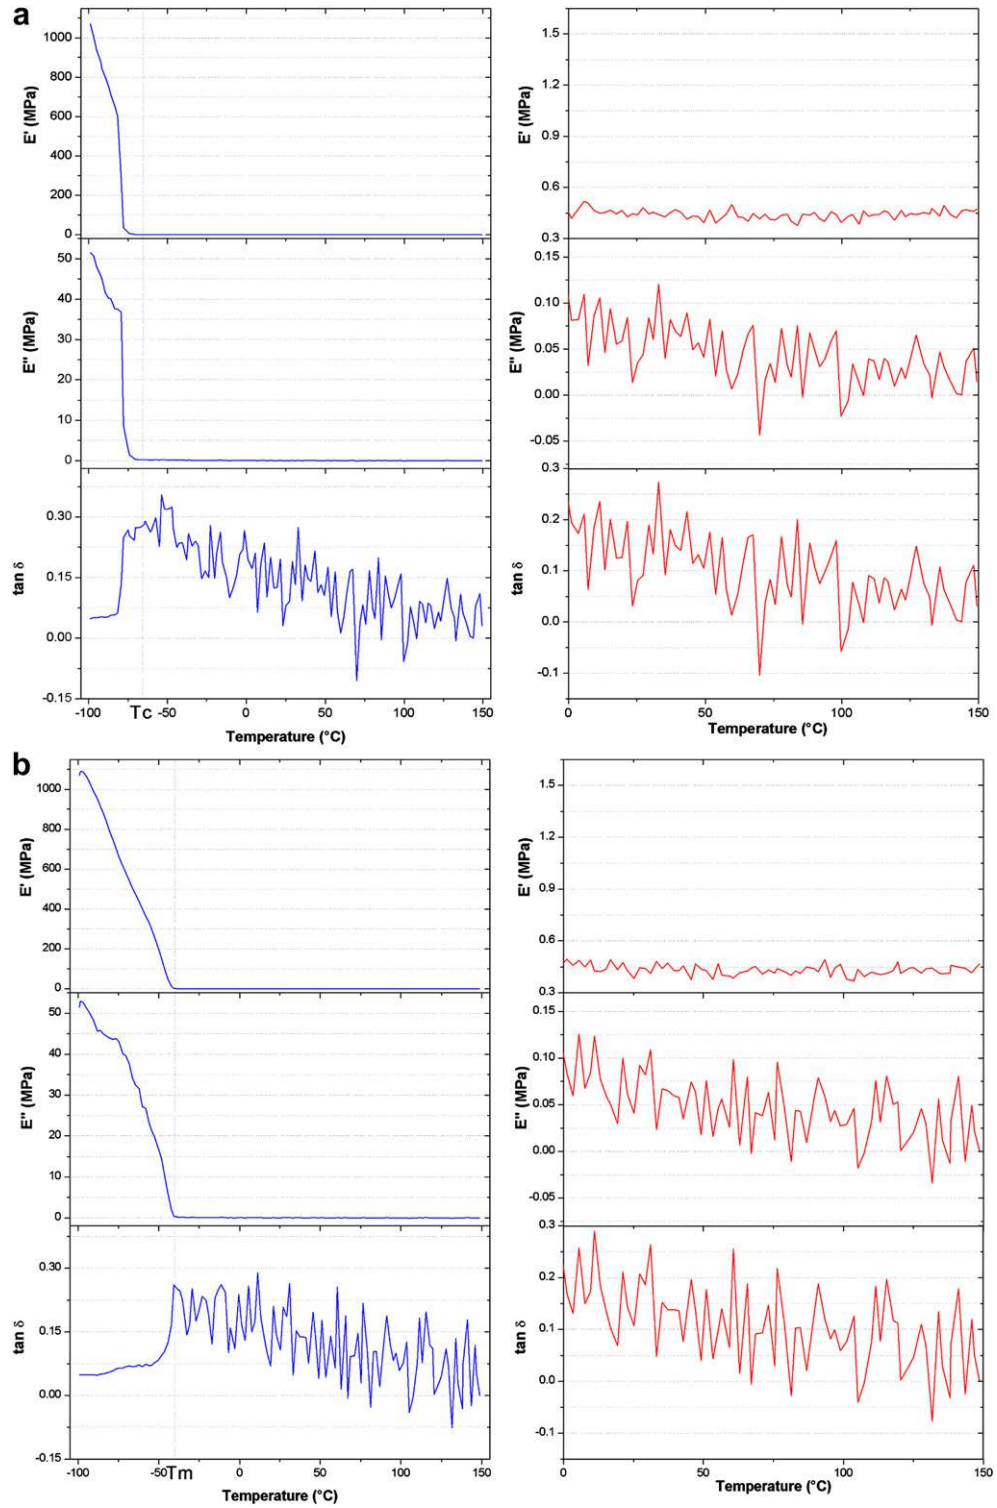 a
1000
800
600
400
200
0
E' (MPa)
50
40
30
20
10
0
E'' (MPa)
0.30
0.15
0.00
-0.15
tan δ
-100 Tc -50 0 50 100 150
Temperature (°C)
1.5
1.2
0.9
0.6
0.3
E' (MPa)
0.15
0.10
0.05
0.00
-0.05
E'' (MPa)
0.3
0.2
0.1
0.0
-0.1
tan δ
0 50 100 150
Temperature (°C)
b
1000
800
600
400
200
0
E' (MPa)
50
40
30
20
10
0
E'' (MPa)
0.30
0.15
0.00
-0.15
tan δ
-100 -50 Tm 0 50 100 150
Temperature (°C)
1.5
1.2
0.9
0.6
0.3
E' (MPa)
0.15
0.10
0.05
0.00
-0.05
E'' (MPa)
0.3
0.2
0.1
0.0
-0.1
tan δ
0 50 100 150
Temperature (°C)